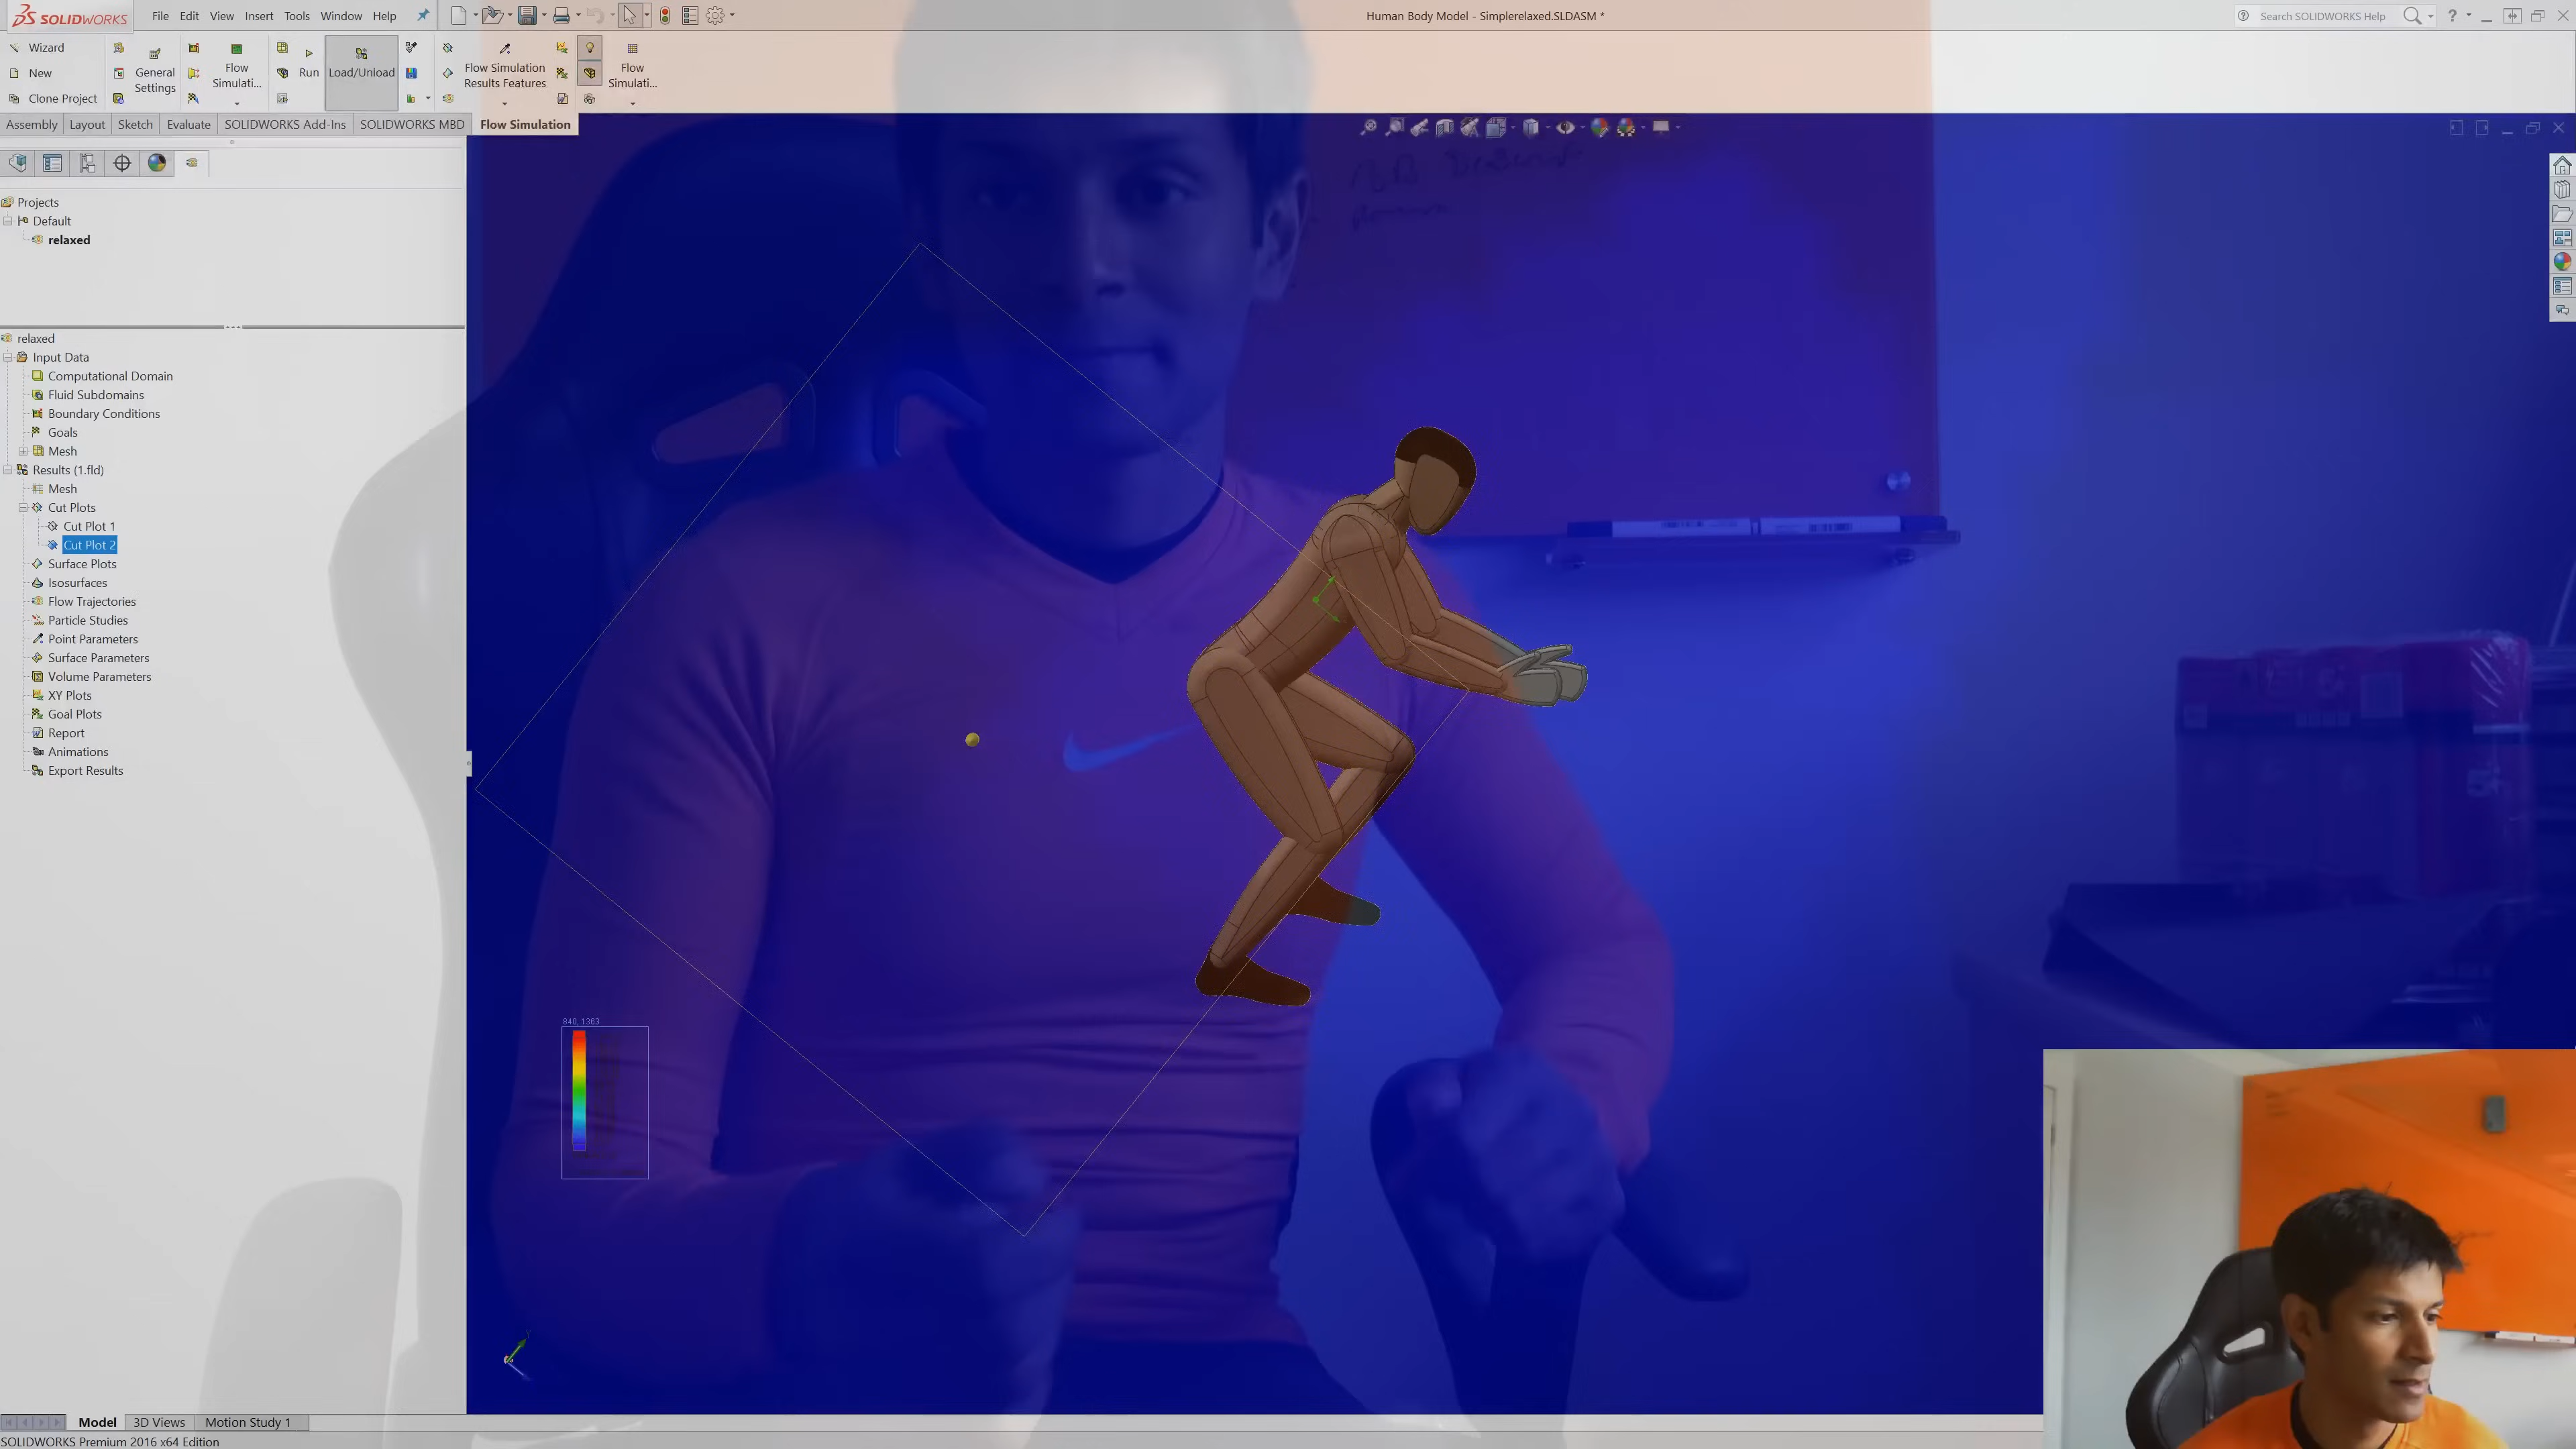 SOLIDWORKS File Edit View Insert Tools Window Help Human Body Model - Simplerelaxed.SLDASM * Search SOLIDWORKS Help
Wizard
New
Clone Project
General
Settings
Flow
Simulati...
Run
Load/Unload
Flow Simulation
Results Features
Flow
Simulati...
Assembly Layout Sketch Evaluate SOLIDWORKS Add-Ins SOLIDWORKS MBD Flow Simulation
Projects
Default
relaxed
relaxed
Input Data
Computational Domain
Fluid Subdomains
Boundary Conditions
Goals
Mesh
Results (1.fld)
Mesh
Cut Plots
Cut Plot 1
Cut Plot 2
Surface Plots
Isosurfaces
Flow Trajectories
Particle Studies
Point Parameters
Surface Parameters
Volume Parameters
XY Plots
Goal Plots
Report
Animations
Export Results
840, 1363
Model 3D Views Motion Study 1
SOLIDWORKS Premium 2016 x64 Edition